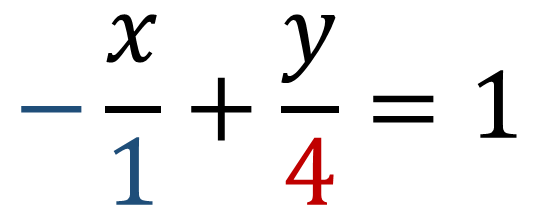 − x/1 + y/4 = 1